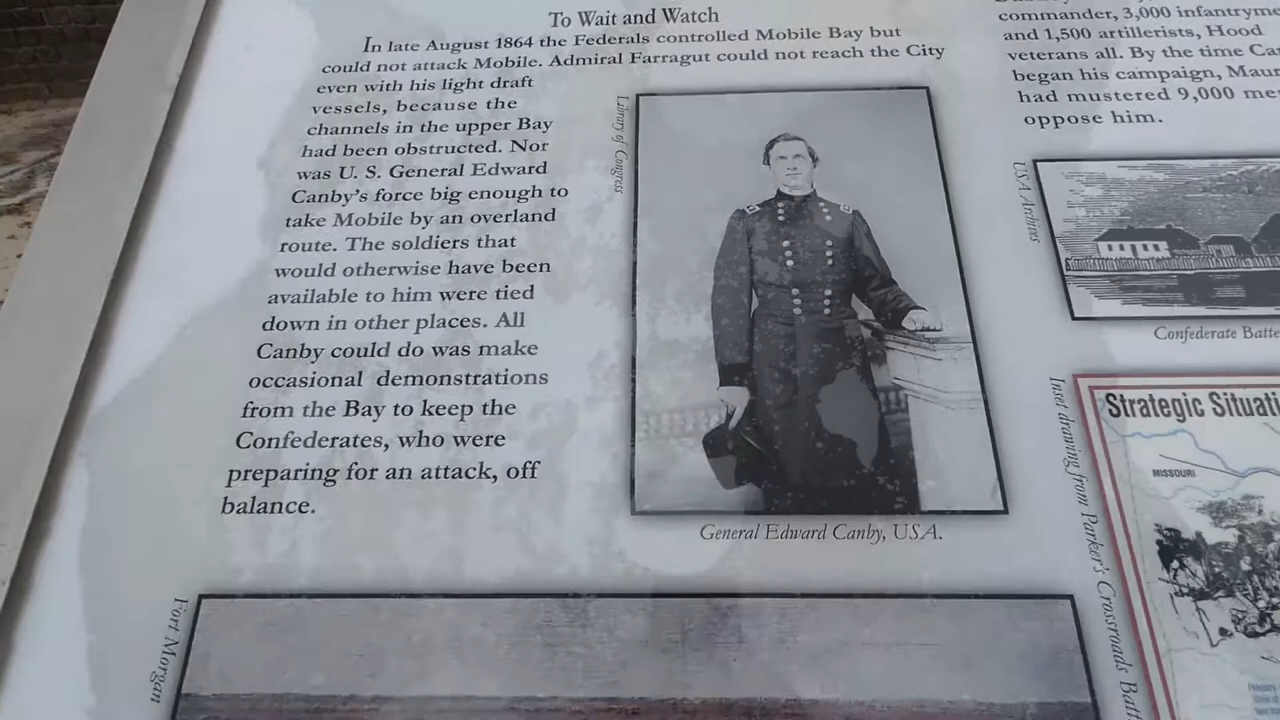 To Wait and Watch
In late August 1864 the Federals controlled Mobile Bay but
could not attack Mobile. Admiral Farragut could not reach the City
even with his light draft
vessels, because the
channels in the upper Bay
had been obstructed. Nor
was U. S. General Edward
Canby's force big enough to
take Mobile by an overland
route. The soldiers that
would otherwise have been
available to him were tied
down in other places. All
Canby could do was make
occasional demonstrations
from the Bay to keep the
Confederates, who were
preparing for an attack, off
balance.
Library of Congress
General Edward Canby, USA.
Fort Morgan
commander, 3,000
and 1,500 artillerists, Hood
veterans all. By the time
began his campaign,
had mustered 9,000
oppose him.
USA Archives
Confederate
Inset drawing from Parker's Crossroads
Strategic
MISSOURI